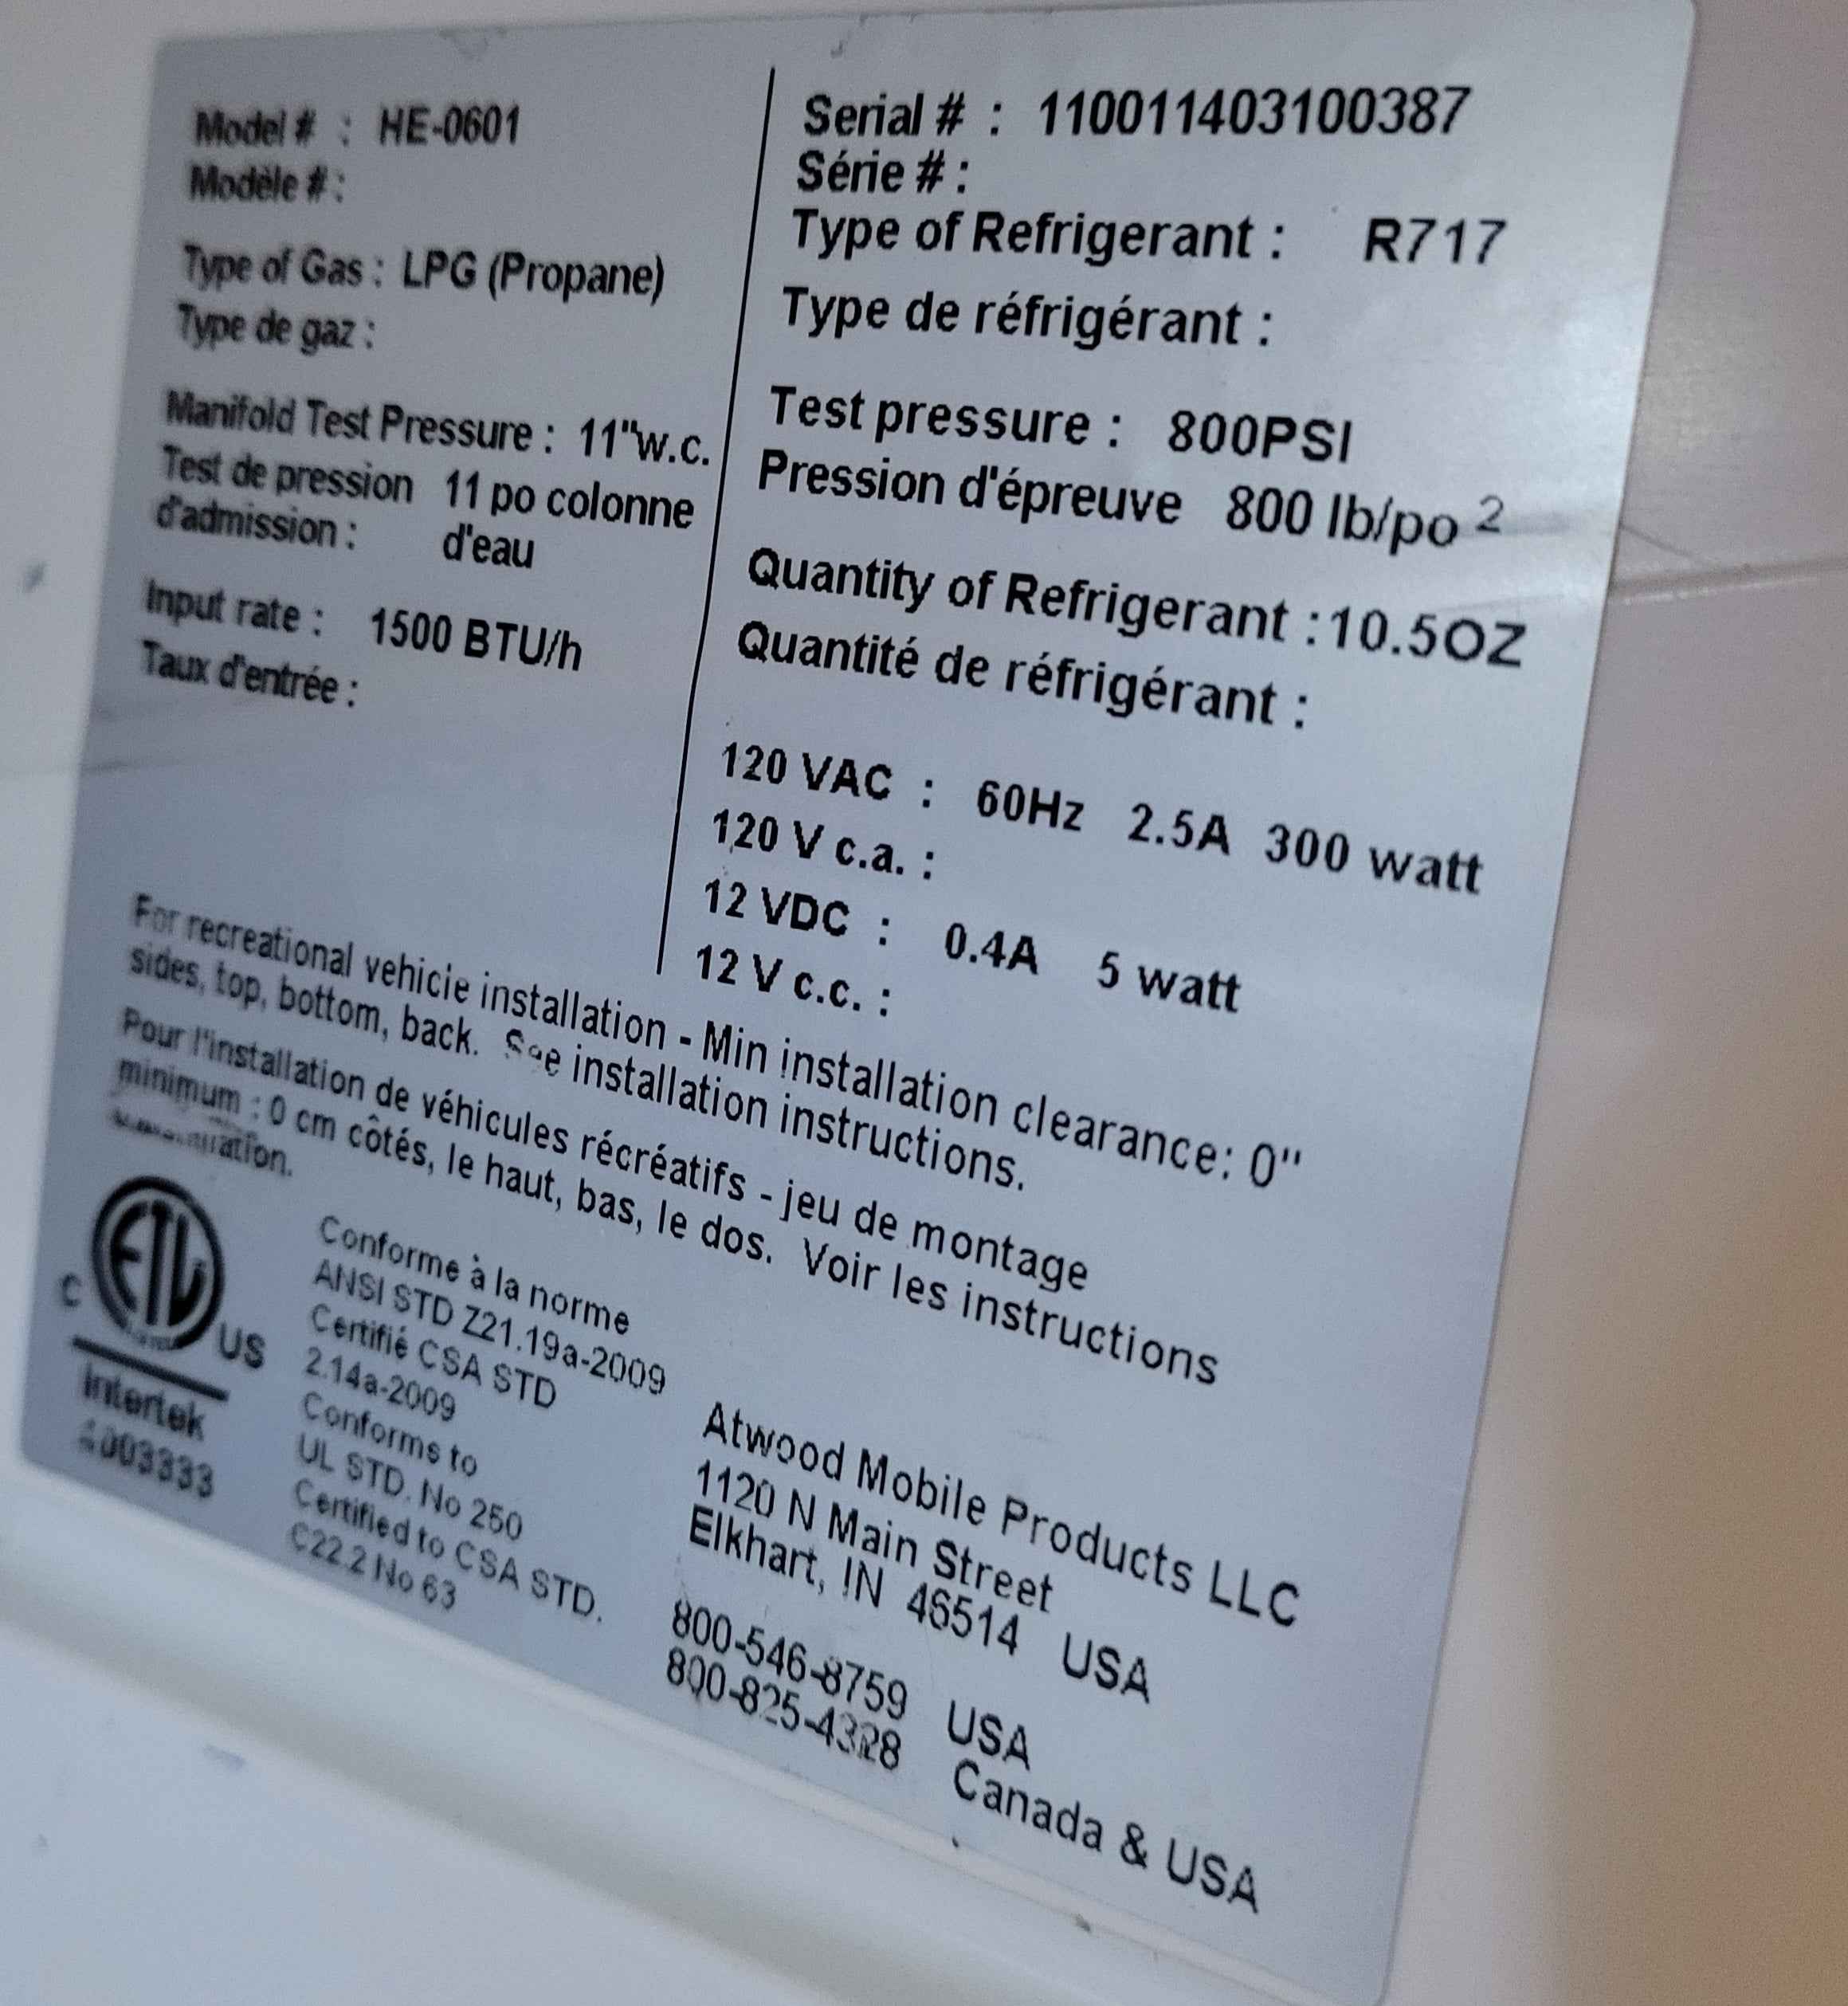 Model # : HE-0601
Modèle # :
Type of Gas : LPG (Propane)
Type de gaz :
Manifold Test Pressure : 11"w.c.
Test de pression 11 po colonne
d'admission : d'eau
Input rate : 1500 BTU/h
Taux d'entrée :
Serial # : 110011403100387
Série # :
Type of Refrigerant : R717
Type de réfrigérant :
Test pressure : 800PSI
Pression d'épreuve 800 lb/po 2
Quantity of Refrigerant :10.5OZ
Quantité de réfrigérant :
120 VAC : 60Hz 2.5A 300 watt
120 V c.a. :
12 VDC : 0.4A 5 watt
12 V c.c. :
For recreational vehicie installation - Min installation clearance: 0"
sides, top, bottom, back. See installation instructions.
Pour l'installation de véhicules récréatifs - jeu de montage
minimum : 0 cm côtés, le haut, bas, le dos. Voir les instructions
ETL
C US
Intertek
Conforme à la norme
ANSI STD Z21.19a-2009
Certifié CSA STD
2.14a-2009
Conforms to
UL STD. No 250
Certified to CSA STD.
C22.2 No 63
Atwood Mobile Products LLC
1120 N Main Street
Elkhart, IN 46514 USA
800-546-8759 USA
800-825-4328 Canada & USA